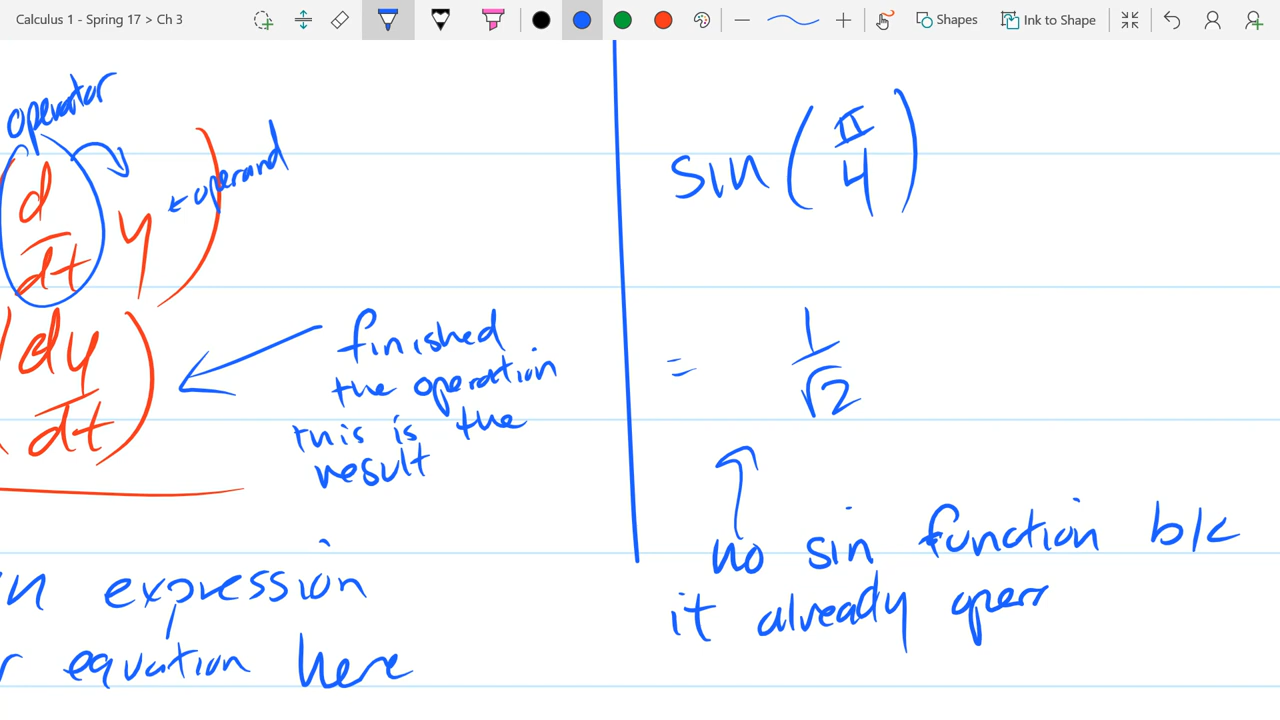 Calculus 1 - Spring 17 > Ch 3
Shapes
Ink to Shape
operator
d
dt
y
operand
dy
dt
finished
the operation
this is the
result
expression
equation here
sin(π/4)
= 1/√2
no sin function b/c
it already oper